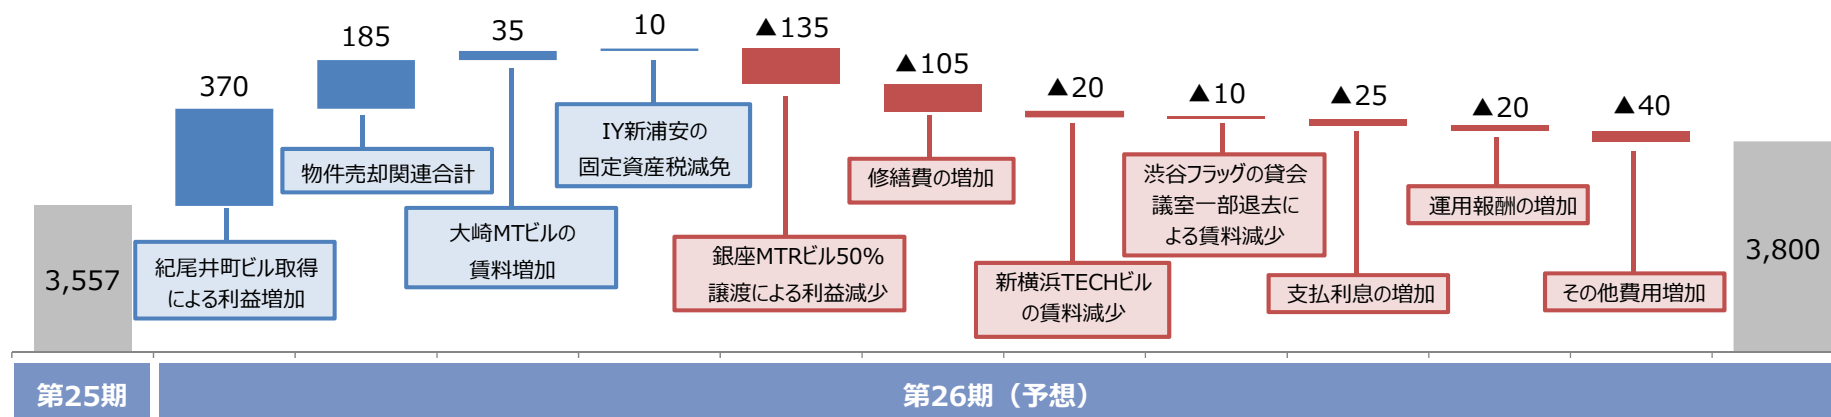 370
185
35
10
▲135
▲105
▲20
▲10
▲25
▲20
▲40
3,557
3,800
紀尾井町ビル取得
による利益増加
物件売却関連合計
大崎MTビルの
賃料増加
IY新浦安の
固定資産税減免
銀座MTRビル50%
譲渡による利益減少
修繕費の増加
新横浜TECHビル
の賃料減少
渋谷フラッグの貸会
議室一部退去に
よる賃料減少
支払利息の増加
運用報酬の増加
その他費用増加
第25期
第26期（予想）